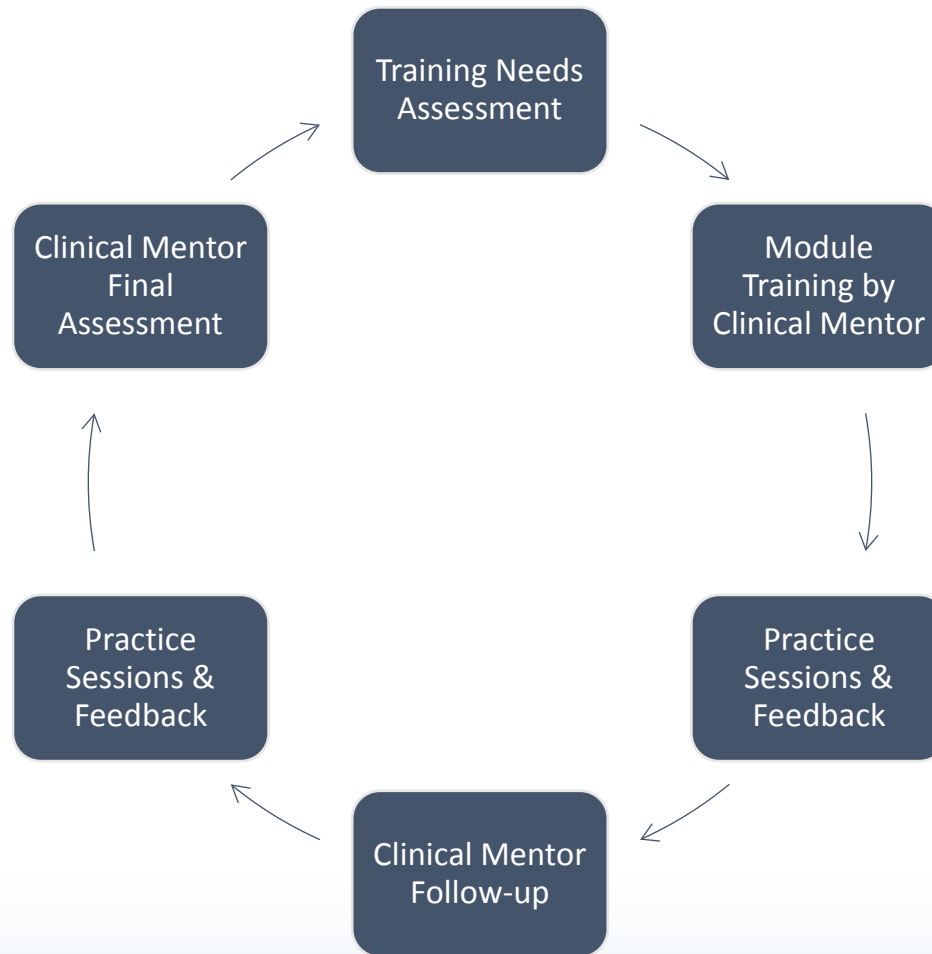 Training Needs
Assessment
Module
Training by
Clinical Mentor
Practice
Sessions &
Feedback
Clinical Mentor
Follow-up
Practice
Sessions &
Feedback
Clinical Mentor
Final
Assessment